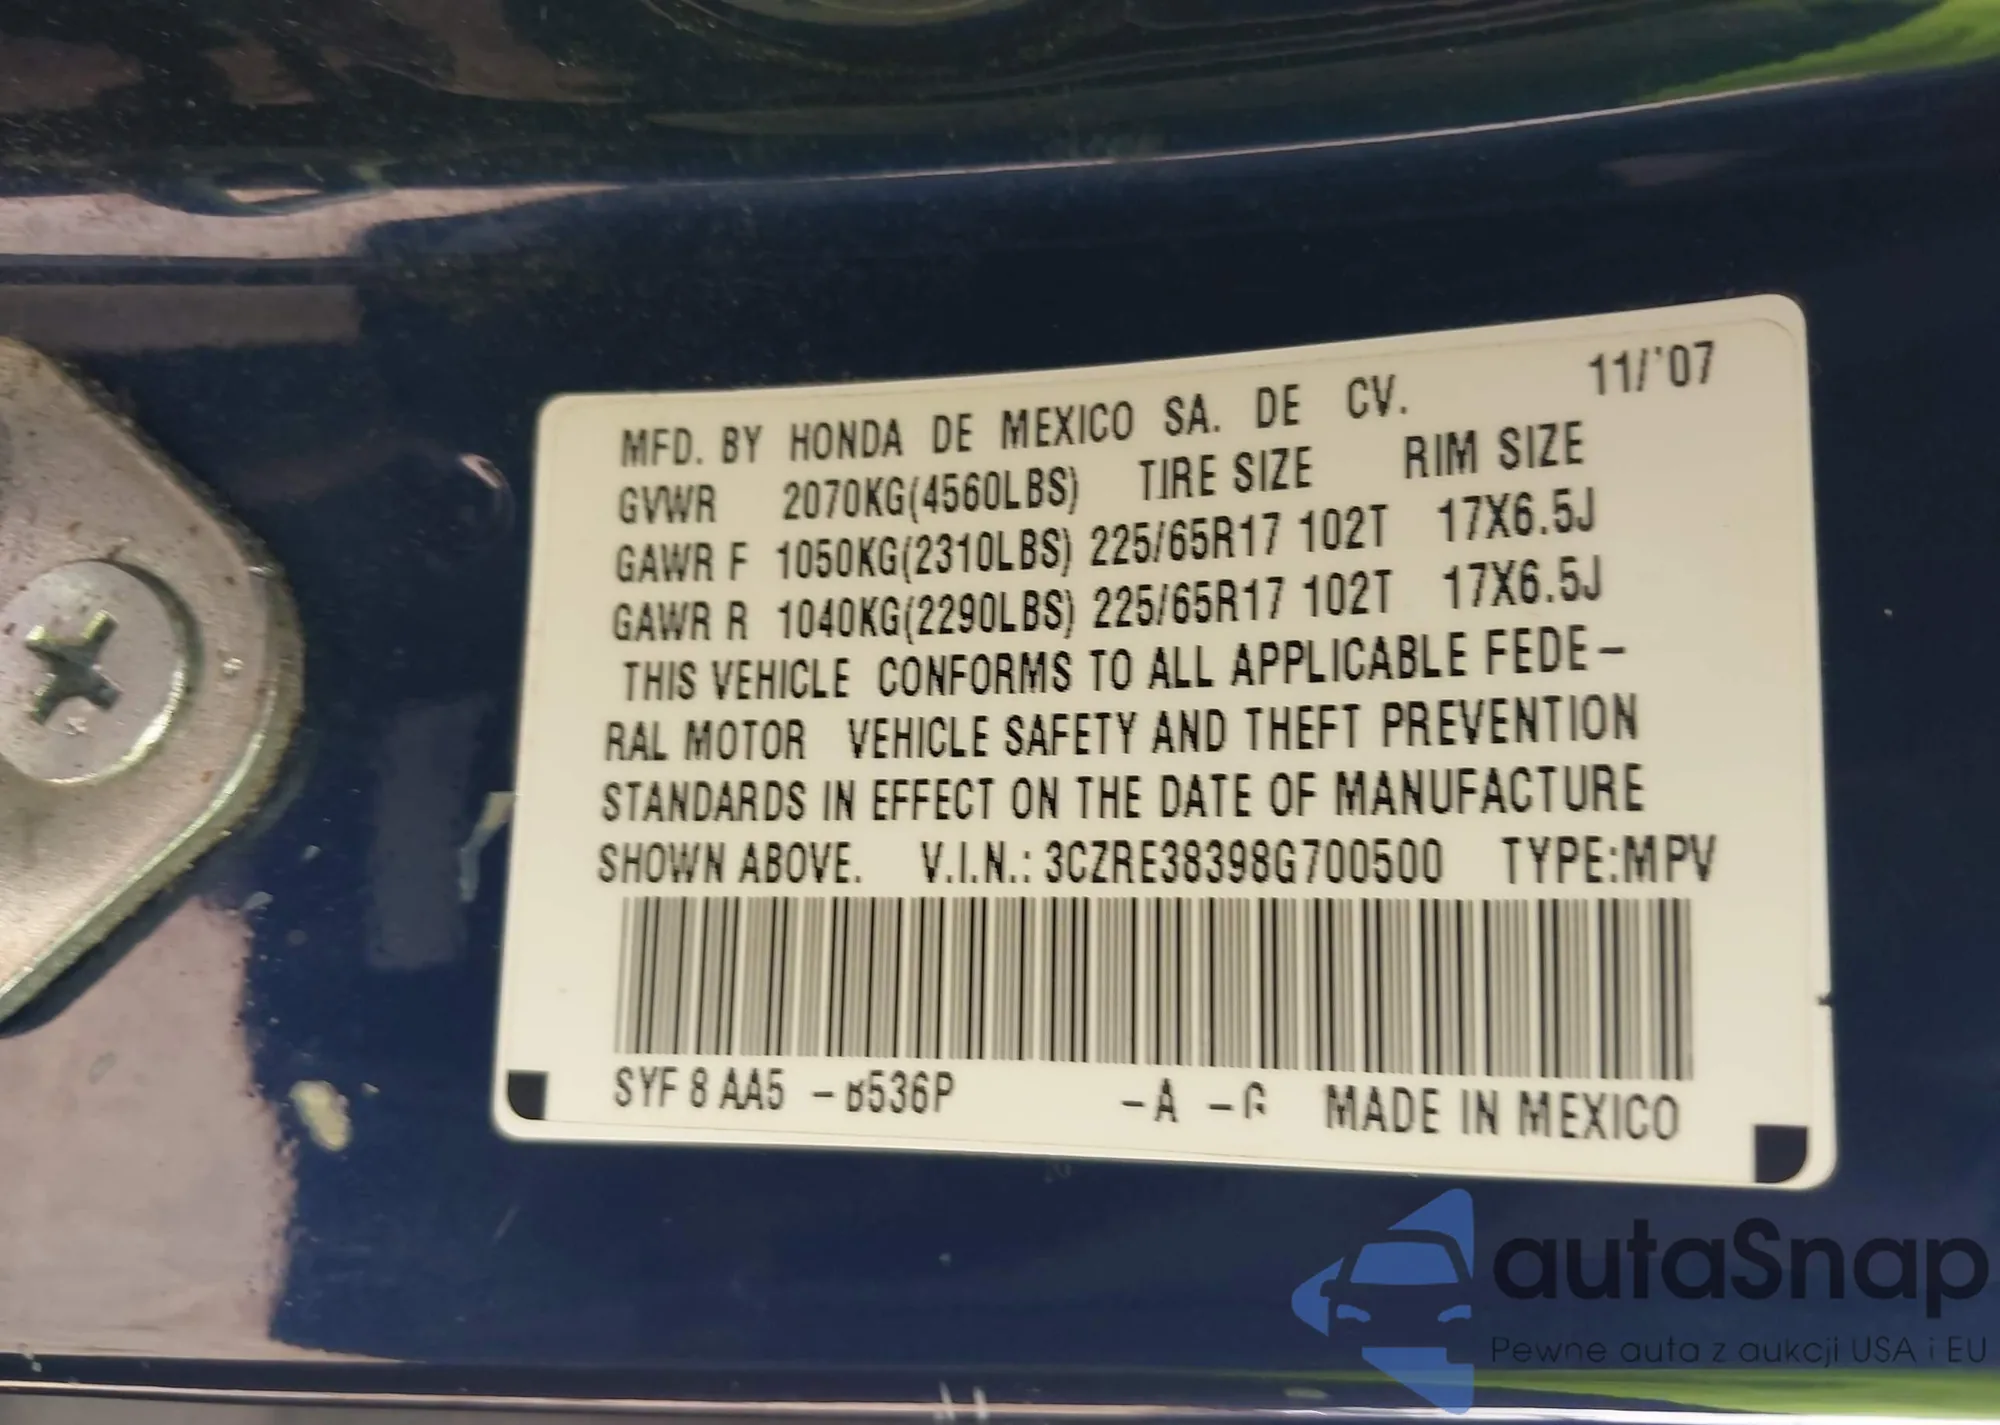 11/'07
MFD. BY HONDA DE MEXICO SA. DE CV.
GVWR 2070KG(4560LBS) TIRE SIZE RIM SIZE
GAWR F 1050KG(2310LBS) 225/65R17 102T 17X6.5J
GAWR R 1040KG(2290LBS) 225/65R17 102T 17X6.5J
THIS VEHICLE CONFORMS TO ALL APPLICABLE FEDE-
RAL MOTOR VEHICLE SAFETY AND THEFT PREVENTION
STANDARDS IN EFFECT ON THE DATE OF MANUFACTURE
SHOWN ABOVE. V.I.N.: 3CZRE38398G700500 TYPE:MPV
SYF 8 AA5 -B536P -A -G MADE IN MEXICO
autaSnap
Pewne auta z aukcji USA i EU